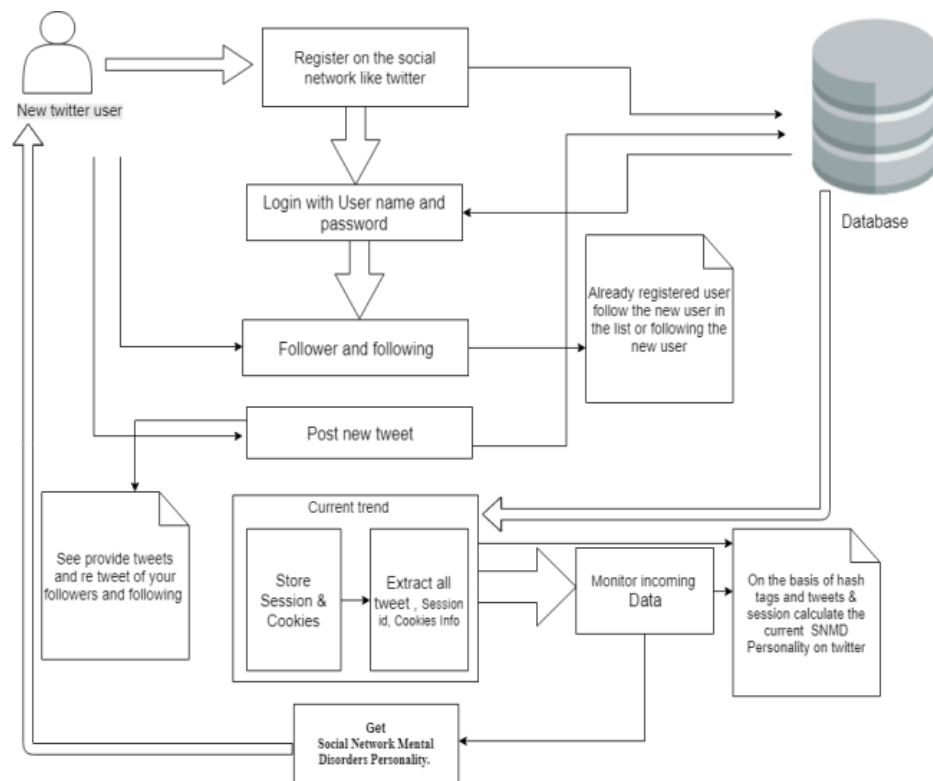 Register on the social
network like twitter
New twitter user
Login with User name and
password
Database
Already registered user
follow the new user in
the list or following the
new user
Follower and following
Post new tweet
See provide tweets
and re tweet of your
followers and following
Current trend
Store
Session &
Cookies
Extract all
tweet , Session
id, Cookies Info
Monitor incoming
Data
On the basis of hash
tags and tweets &
session calculate the
current SNMD
Personality on twitter
Get
Social Network Mental
Disorders Personality.